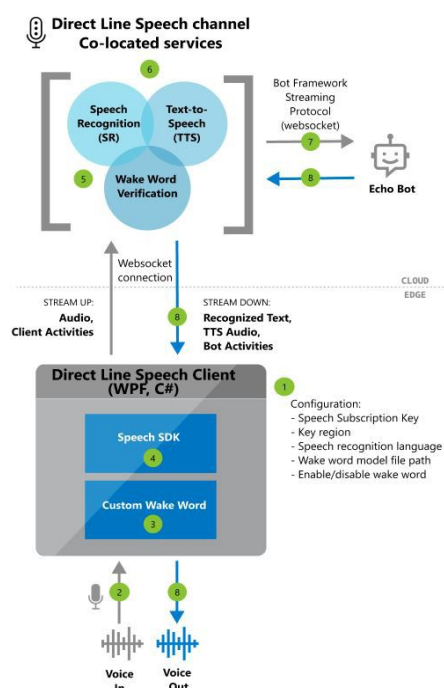 Direct Line Speech channel
Co-located services
6
Speech
Recognition
(SR)
Text-to-
Speech
(TTS)
5
Wake Word
Verification
Bot Framework
Streaming
Protocol
(websocket)
7
8
Echo Bot
Websocket
connection
CLOUD
EDGE
STREAM UP:
Audio,
Client Activities
8
STREAM DOWN:
Recognized Text,
TTS Audio,
Bot Activities
Direct Line Speech Client
(WPF, C#)
1
Configuration:
- Speech Subscription Key
- Key region
- Speech recognition language
- Wake word model file path
- Enable/disable wake word
Speech SDK
4
Custom Wake Word
3
2
8
Voice
In
Voice
Out